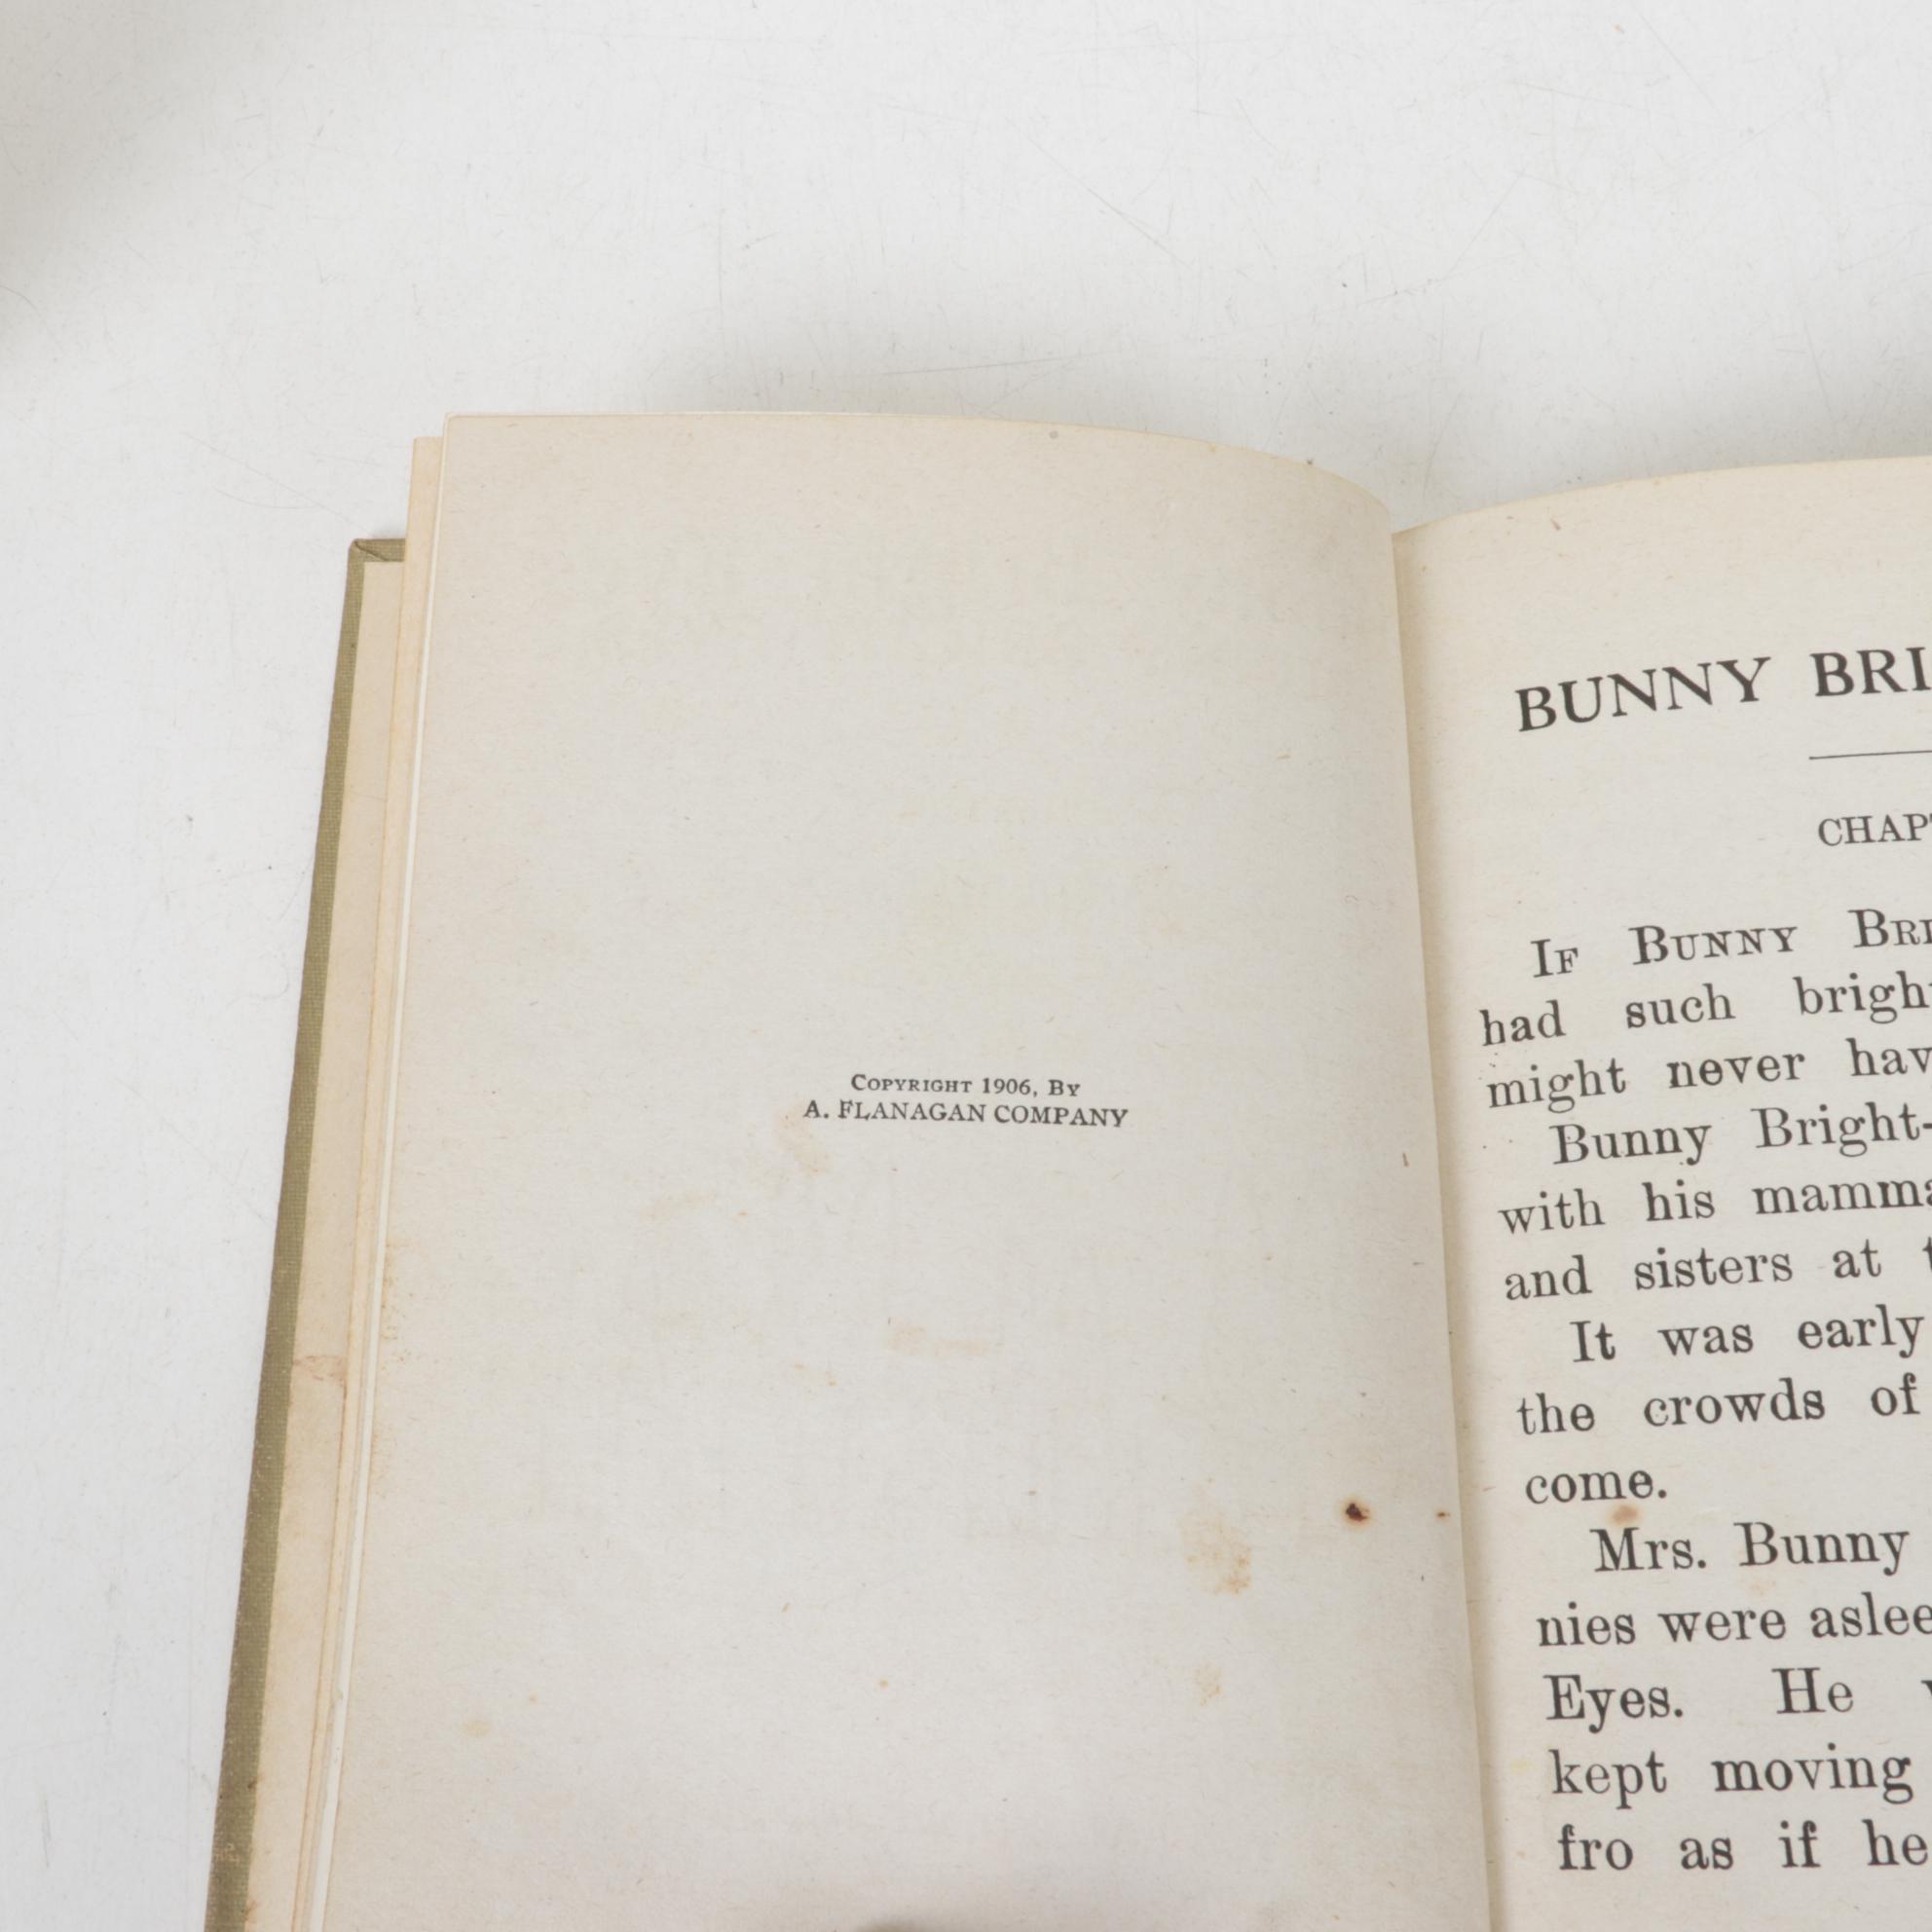 COPYRIGHT 1906, BY
A. FLANAGAN COMPANY
BUNNY BRI
CHAP
IF BUNNY BRI
had such brigh
might never hav
Bunny Bright-
with his mamma
and sisters at t
It was early
the crowds of
come.
Mrs. Bunny
nies were aslee
Eyes. He
kept moving
fro as if he